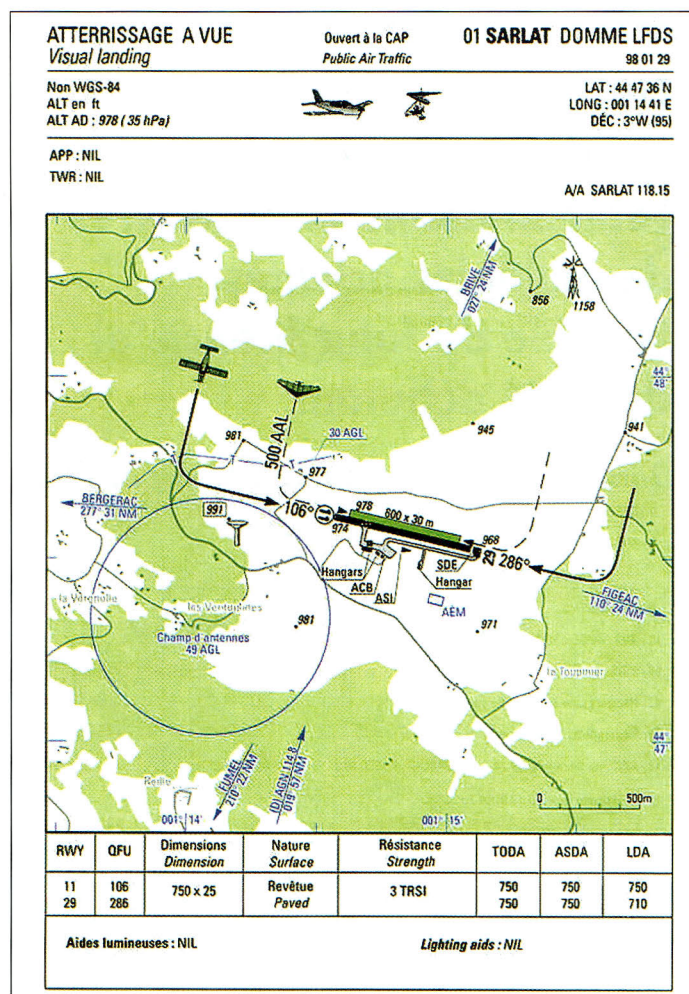 ATTERRISSAGE A VUE
Visual landing
Ouvert à la CAP
Public Air Traffic
01 SARLAT DOMME LFDS
98 01 29
Non WGS-84
ALT en ft
ALT AD : 978 ( 35 hPa)
LAT : 44 47 36 N
LONG : 001 14 41 E
DÉC : 3°W (95)
APP : NIL
TWR : NIL
A/A SARLAT 118.15
BRIVE
027° 24 NM
856
1158
44°
48'
941
945
981
500 AAL
30 AGL
977
BERGERAC
277° 31 NM
991
106°
11
978
974
600 x 30 m
968
29
286°
Hangars
ACB
ASI
SDE
Hangar
AEM
FIGEAC
110° 24 NM
la Vergnolle
les Ventoulines
Champ d'antennes
49 AGL
981
971
le Toupinier
44°
47'
FUMEL
210° 22 NM
(D) AGN 114.8
019° 57 NM
001° 14'
001° 15'
0 500m
RWY QFU Dimensions Nature Résistance TODA ASDA LDA
Dimension Surface Strength
11 106 750 x 25 Revêtue 3 TRSI 750 750 750
29 286 Paved 750 750 710
Aides lumineuses : NIL Lighting aids : NIL